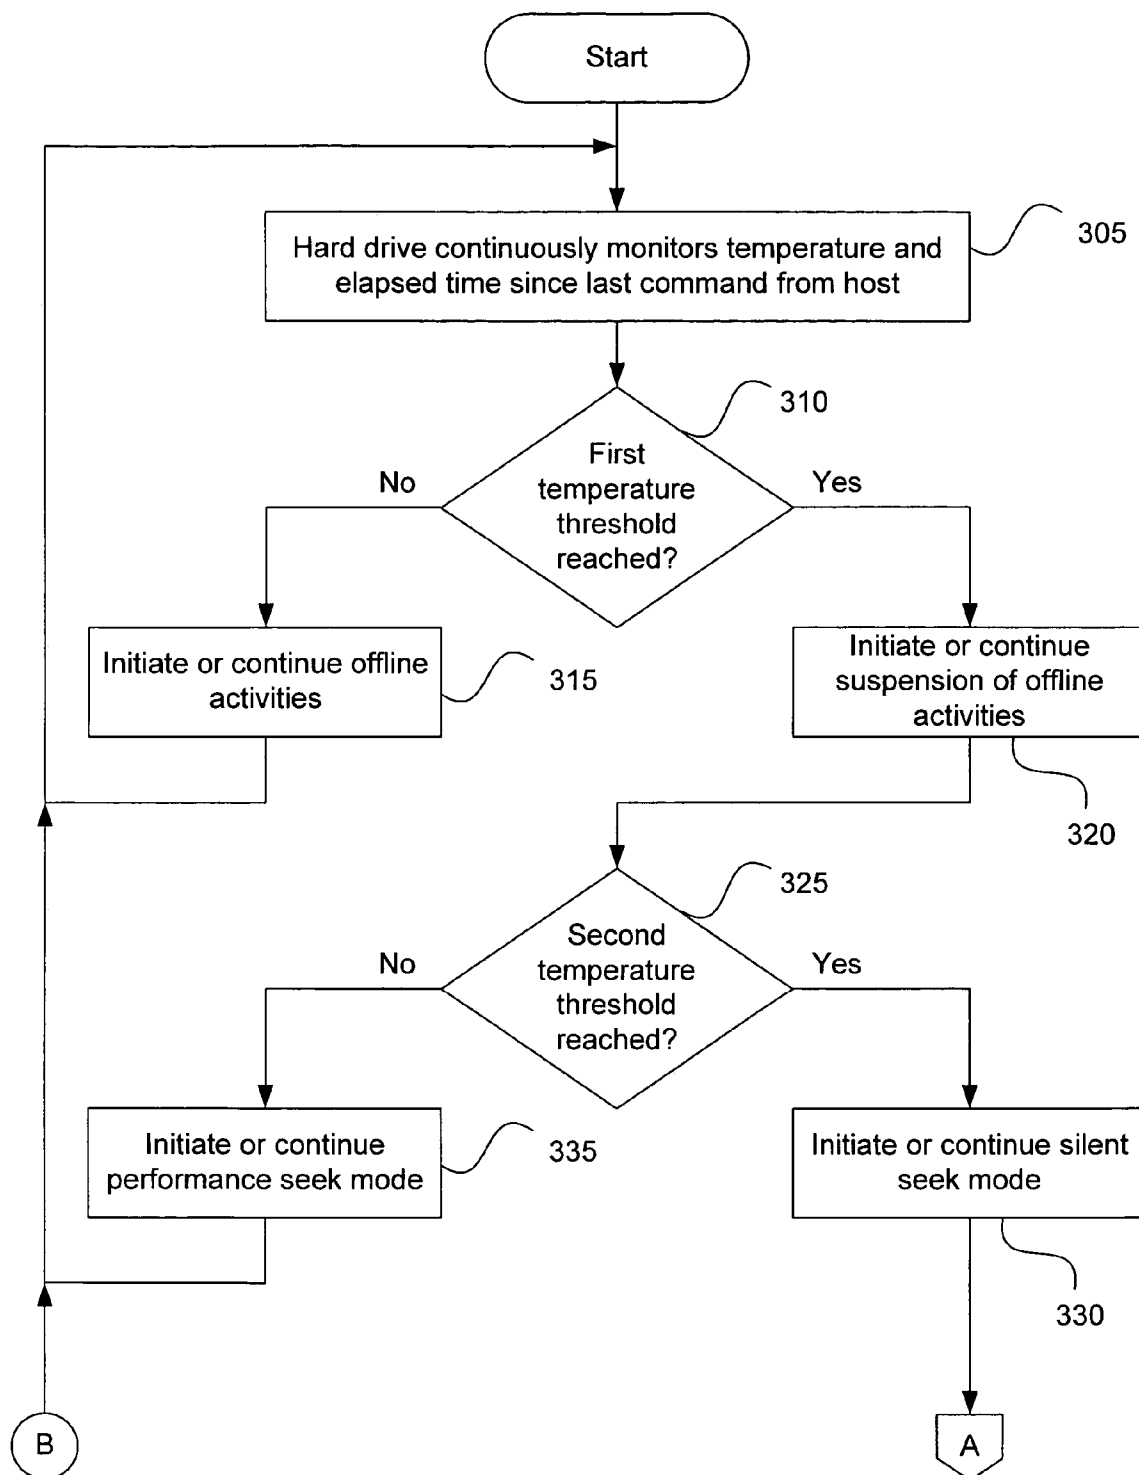 Start
Hard drive continuously monitors temperature and
elapsed time since last command from host
305
310
First
temperature
threshold
reached?
No
Yes
Initiate or continue offline
activities
315
Initiate or continue
suspension of offline
activities
320
325
Second
temperature
threshold
reached?
No
Yes
Initiate or continue
performance seek mode
335
Initiate or continue silent
seek mode
330
B
A